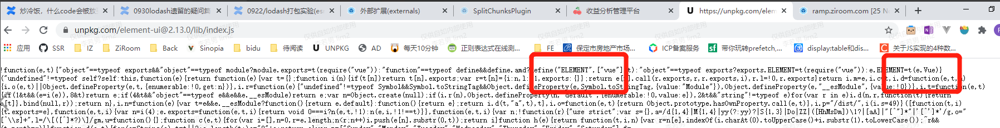 炒冷饭，什么code会被放到 0930lodash遗留的疑问篇 0922/lodash打包实验(esr 外部扩展(externals) SplitChunksPlugin 收益分析管理平台 https://unpkg.com/elem ramp.ziroom.com [25 N
unpkg.com/element-ui@2.13.0/lib/index.js
应用 SSR IZ ZiRoom Back Sinopia bidu 待阅读 UNPKG AD 每天10分钟 正则表达式在线测... FE 保定市房地产市场... ICP备案服务 带你玩转prefetch,... display:table和dis... 关于JS实现的4种数...
!function(e,t){"object"==typeof exports&&"object"==typeof module?module.exports=t(require("vue")):"function"==typeof define&&define.amd?define("ELEMENT",["vue"],t):"object"==typeof exports?exports.ELEMENT=t(require("vue")):e.ELEMENT=t(e.Vue)}
("undefined"!=typeof self?self:this,function(e){return function(e){var t={};function i(n){if(t[n])return t[n].exports;var r=t[n]={i:n,l:!1,exports:{}};return e[n].call(r.exports,r,r.exports,i),r.l=!0,r.exports}return i.m=e,i.c=t,i.d=function(e,t,n)
{i.o(e,t)||Object.defineProperty(e,t,{enumerable:!0,get:n})},i.r=function(e){"undefined"!=typeof Symbol&&Symbol.toStringTag&&Object.defineProperty(e,Symbol.toStringTag,{value:"Module"}),Object.defineProperty(e,"__esModule",{value:!0})},i.t=function(e,t)
{if(1&t&&(e=i(e)),8&t)return e;if(4&t&&"object"==typeof e&&e&&e.__esModule)return e;var n=Object.create(null);if(i.r(n),Object.defineProperty(n,"default",{enumerable:!0,value:e}),2&t&&"string"!=typeof e)for(var r in e)i.d(n,r,function(t){return
e[t]}.bind(null,r));return n},i.n=function(e){var t=e&&e.__esModule?function(){return e.default}:function(){return e};return i.d(t,"a",t),t},i.o=function(e,t){return Object.prototype.hasOwnProperty.call(e,t)},i.p="/dist/",i(i.s=49)}([function(t,i)
{t.exports=e},function(e,t,i){var n=i(4);e.exports=function(e,t,i){return void 0===i?n(e,t,!1):n(e,i,!1!==t)}},function(e,t,i){var n;!function(r){"use strict";var s={},a=/d{1,4}|M{1,4}|yy(?:yy)?|S{1,3}|Do|ZZ|([HhMsDm])\1?|[aA]|"[^"]*"|'[^']*'/g,o="
[^\\s]+",l=/\[([^]*?)\]/gm,u=function(){};function c(e,t){for(var i=[],n=0,r=e.length;n<r;n++)i.push(e[n].substr(0,t));return i}function h(e){return function(t,i,n){var r=n[e].indexOf(i.charAt(0).toUpperCase()+i.substr(1).toLowerCase());~r&&